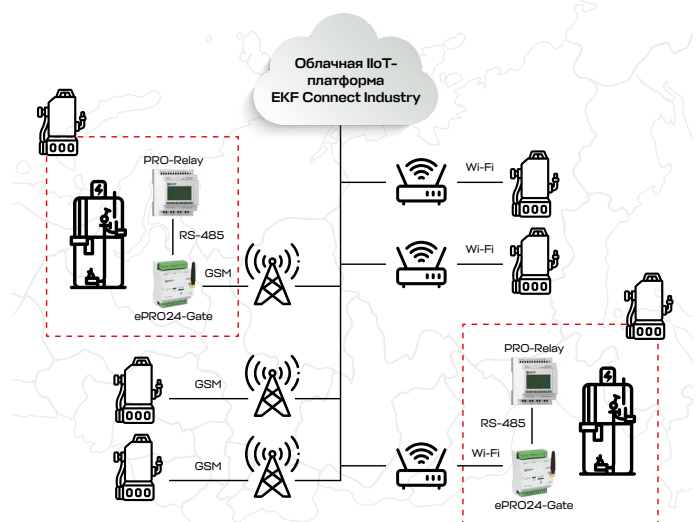 Облачная IIoT-
платформа
EKF Connect Industry
PRO-Relay
RS-485
GSM
ePRO24-Gate
Wi-Fi
Wi-Fi
GSM
GSM
PRO-Relay
RS-485
Wi-Fi
ePRO24-Gate